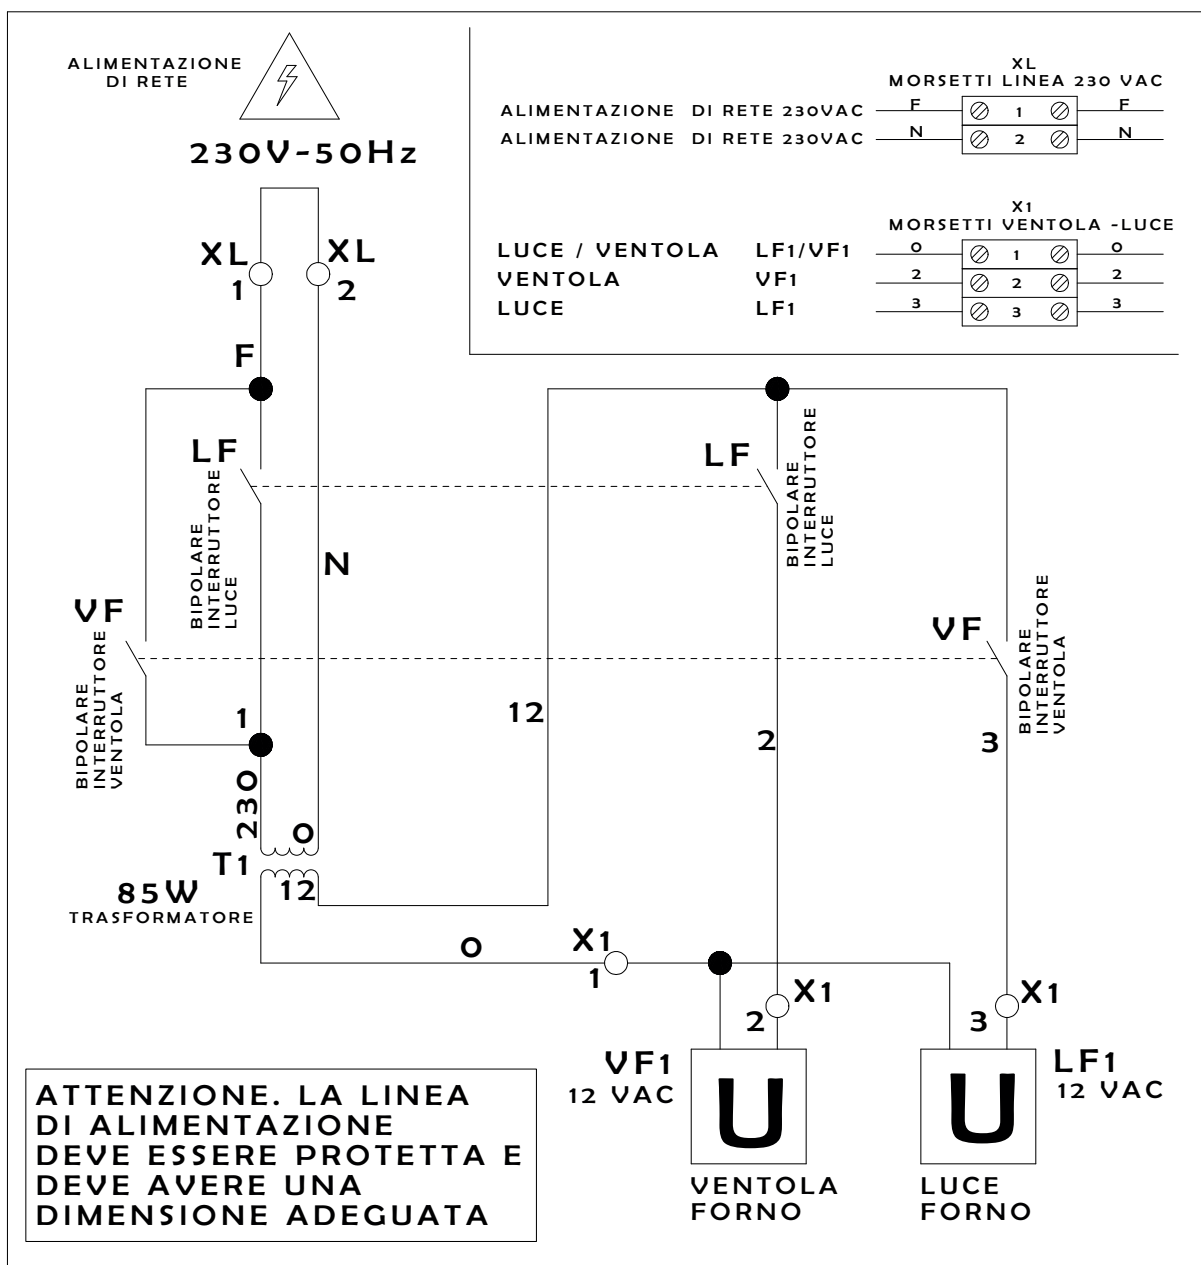 ALIMENTAZIONE
DI RETE
230V-50Hz
XL
MORSETTI LINEA 230 VAC
ALIMENTAZIONE DI RETE 230VAC F 1 F
ALIMENTAZIONE DI RETE 230VAC N 2 N
X1
MORSETTI VENTOLA -LUCE
LUCE / VENTOLA LF1/VF1 0 1 0
VENTOLA VF1 2 2 2
LUCE LF1 3 3 3
XL
1
XL
2
F
LF
BIPOLARE
INTERRUTTORE
LUCE
LF
BIPOLARE
INTERRUTTORE
LUCE
N
VF
BIPOLARE
INTERRUTTORE
VENTOLA
VF
BIPOLARE
INTERRUTTORE
VENTOLA
1
12
2
3
230
0
T1
12
85W
TRASFORMATORE
0
X1
1
X1
2
X1
3
VF1
12 VAC
U
VENTOLA
FORNO
LF1
12 VAC
U
LUCE
FORNO
ATTENZIONE. LA LINEA
DI ALIMENTAZIONE
DEVE ESSERE PROTETTA E
DEVE AVERE UNA
DIMENSIONE ADEGUATA